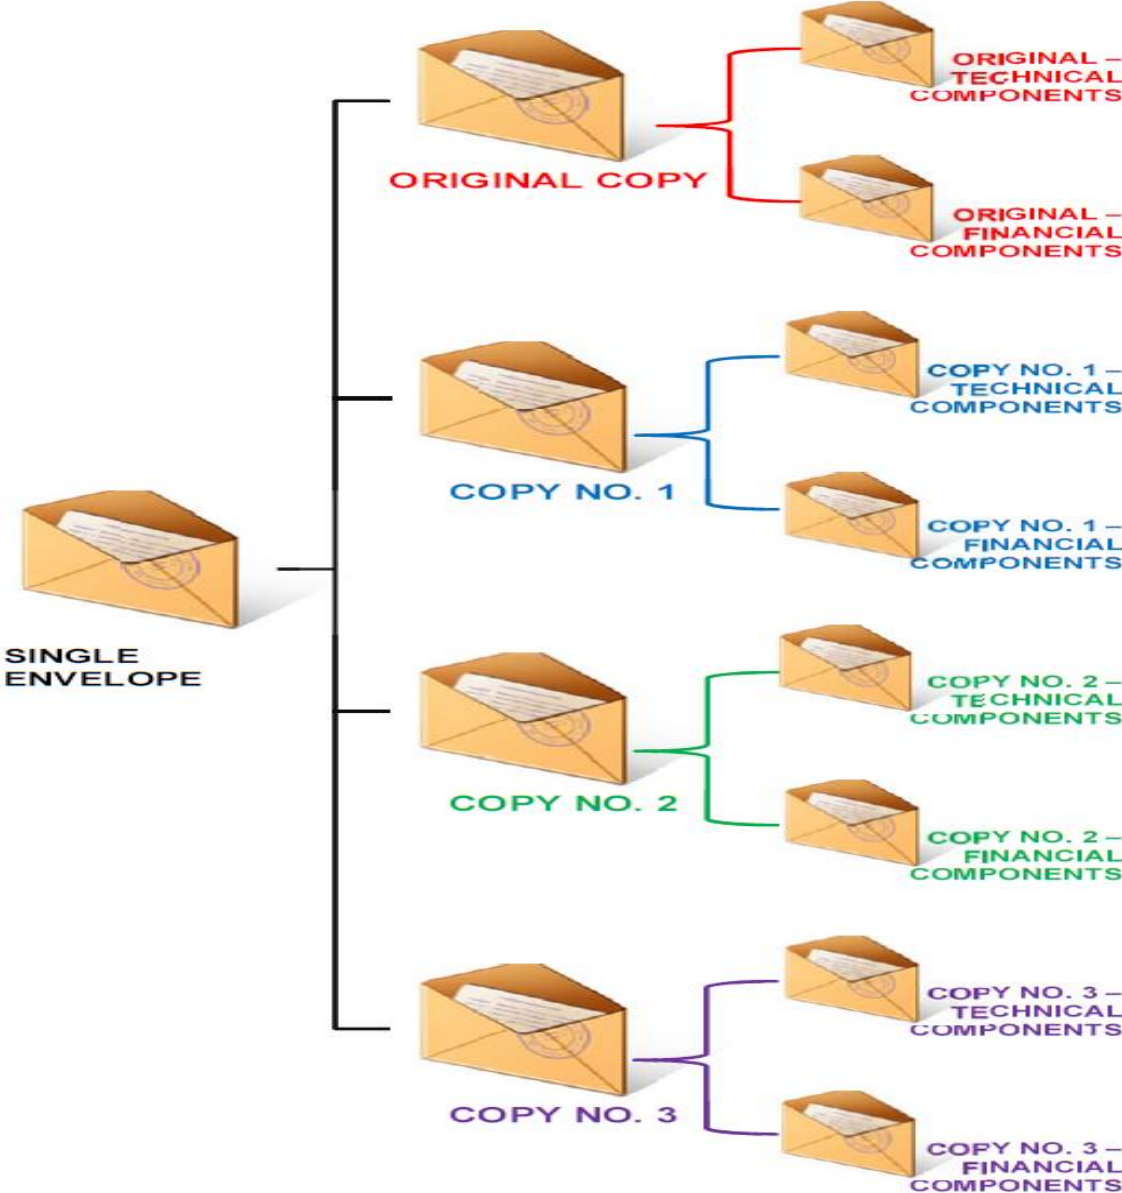 ORIGINAL –
TECHNICAL
COMPONENTS
ORIGINAL COPY
ORIGINAL –
FINANCIAL
COMPONENTS
COPY NO. 1 –
TECHNICAL
COMPONENTS
COPY NO. 1
COPY NO. 1 –
FINANCIAL
COMPONENTS
SINGLE
ENVELOPE
COPY NO. 2 –
TECHNICAL
COMPONENTS
COPY NO. 2
COPY NO. 2 –
FINANCIAL
COMPONENTS
COPY NO. 3 –
TECHNICAL
COMPONENTS
COPY NO. 3
COPY NO. 3 –
FINANCIAL
COMPONENTS